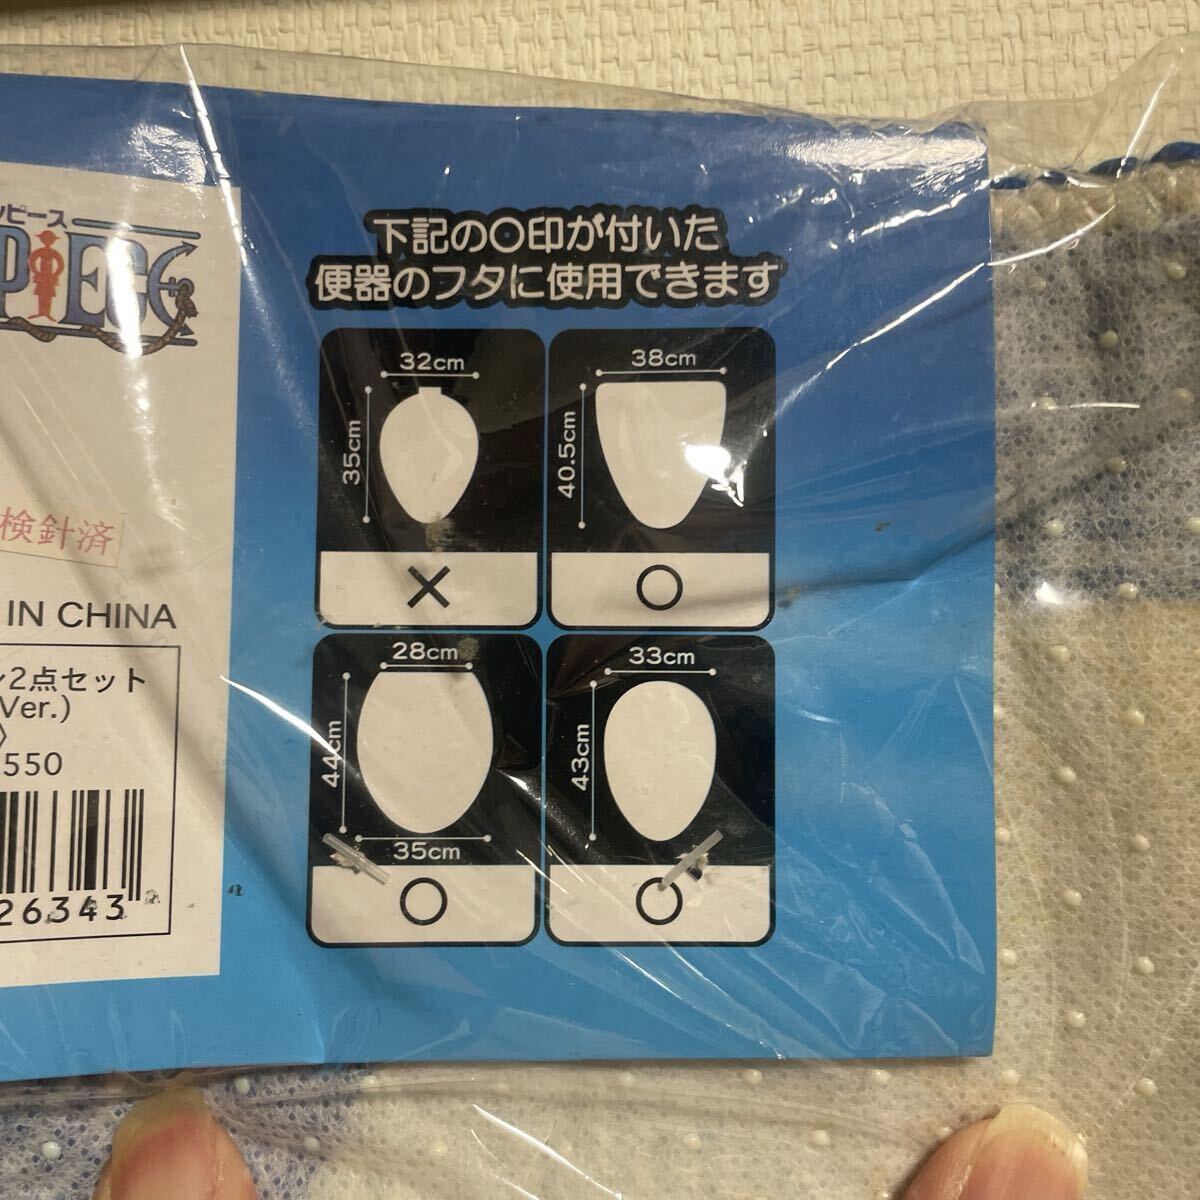 ンピース
PIECE
検針済
IN CHINA
2点セット
Ver.)
550
26343
下記の〇印が付いた
便器のフタに使用できます
32cm
35cm
×
38cm
40.5cm
〇
28cm
44cm
35cm
〇
33cm
43cm
〇